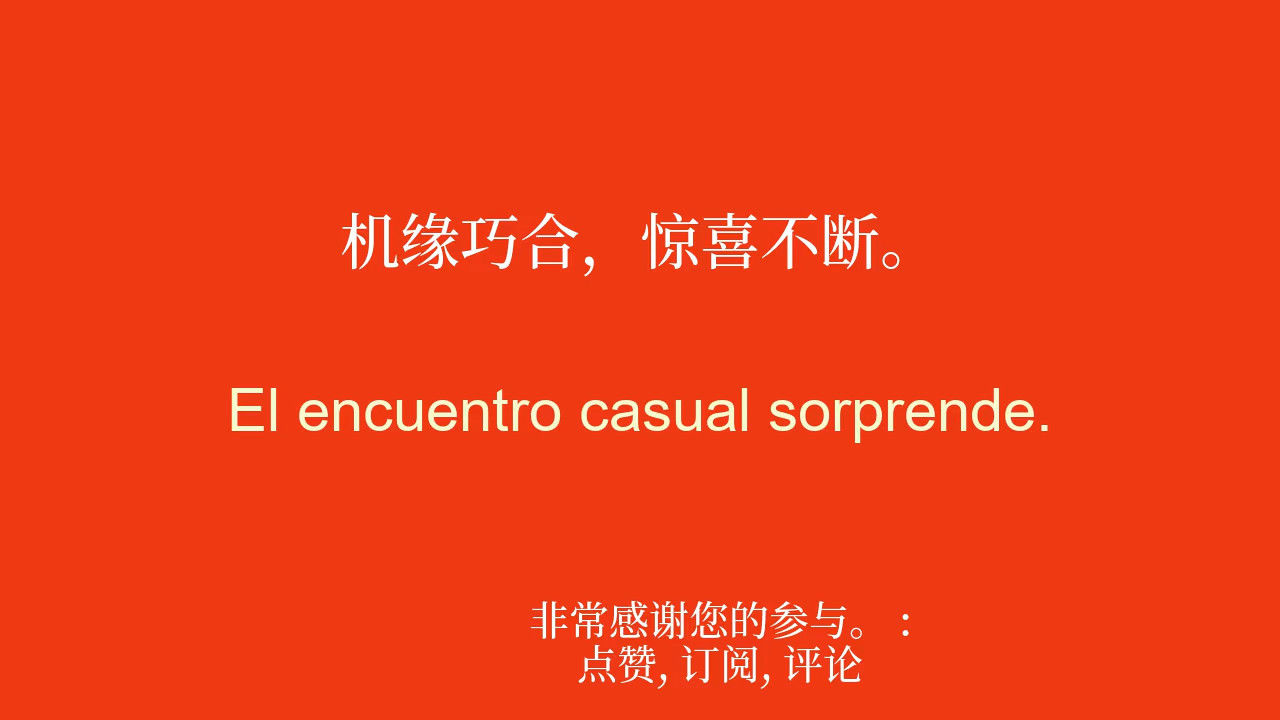 机缘巧合，惊喜不断。
El encuentro casual sorprende.
非常感谢您的参与。 :
点赞, 订阅, 评论